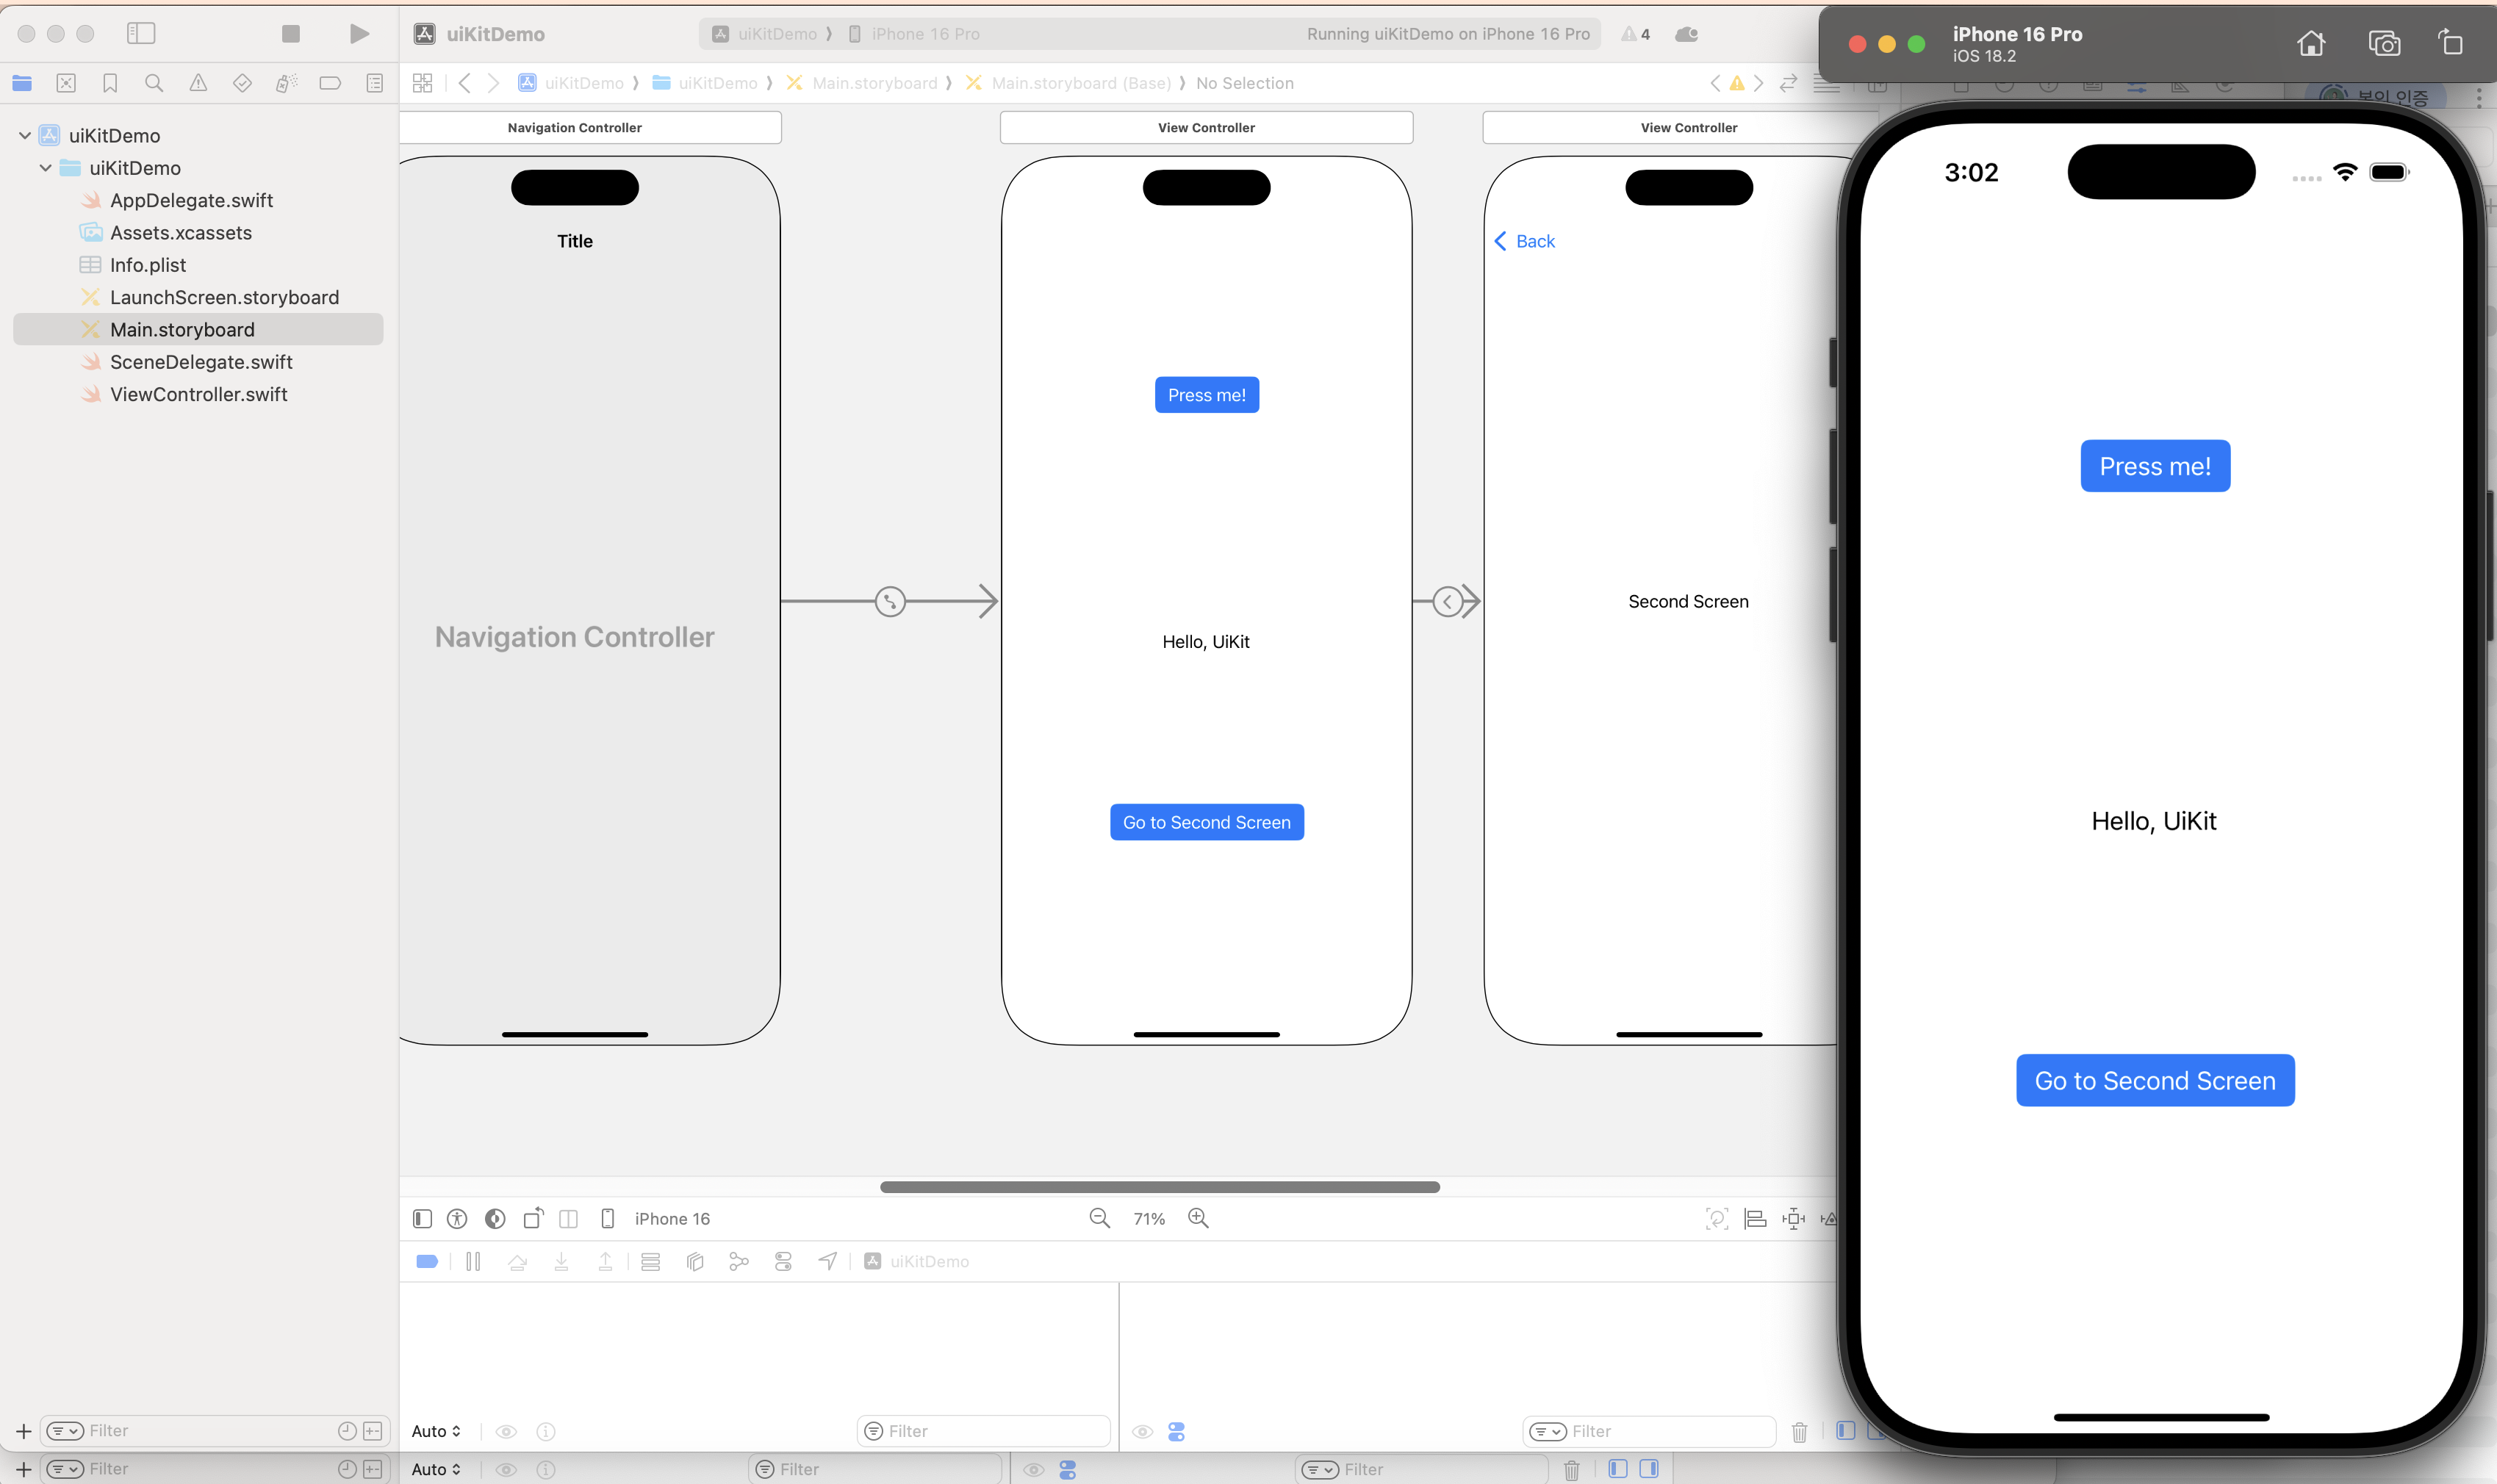 uiKitDemo
uiKitDemo ⟩ iPhone 16 Pro
Running uiKitDemo on iPhone 16 Pro
4
uiKitDemo ⟩ uiKitDemo ⟩ Main.storyboard ⟩ Main.storyboard (Base) ⟩ No Selection
iPhone 16 Pro
iOS 18.2
본인 인증
uiKitDemo
uiKitDemo
AppDelegate.swift
Assets.xcassets
Info.plist
LaunchScreen.storyboard
Main.storyboard
SceneDelegate.swift
ViewController.swift
Navigation Controller
Title
Navigation Controller
View Controller
Press me!
Hello, UiKit
Go to Second Screen
View Controller
Back
Second Screen
3:02
Press me!
Hello, UiKit
Go to Second Screen
iPhone 16
71%
uiKitDemo
Filter
Auto
Filter
Filter
Filter
Auto
Filter
Filter